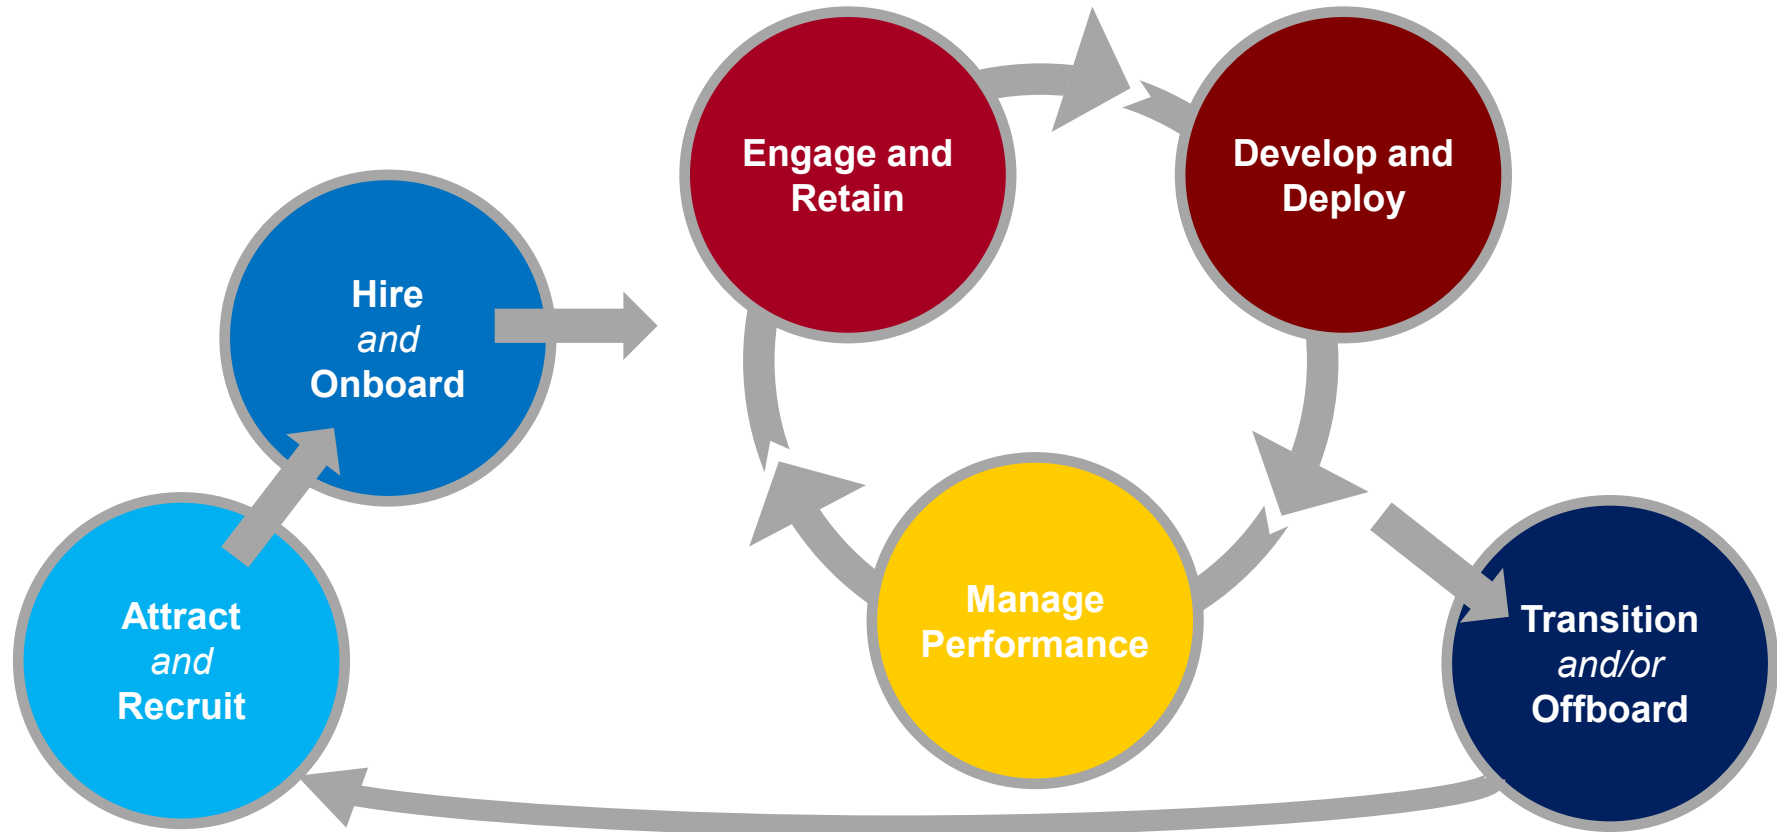 Attract
and
Recruit
Hire
and
Onboard
Engage and
Retain
Develop and
Deploy
Manage
Performance
Transition
and/or
Offboard